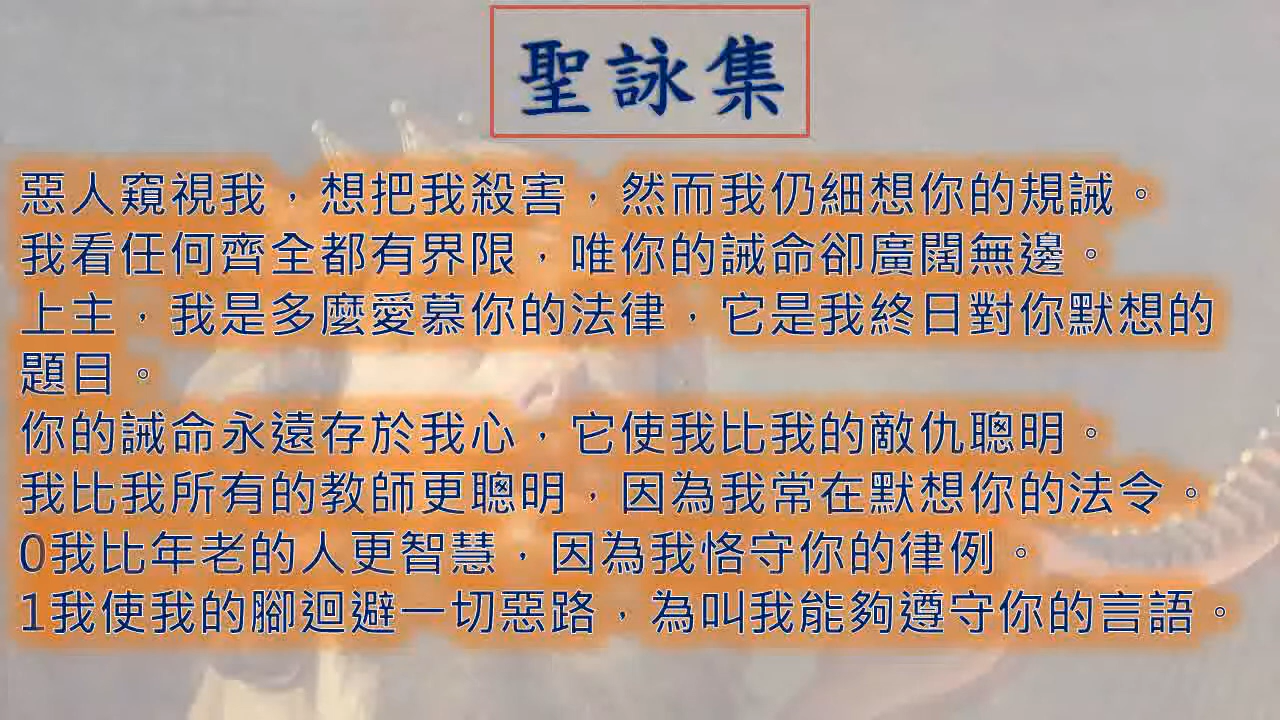 聖詠集
惡人窺視我，想把我殺害，然而我仍細想你的規誡。
我看任何齊全都有界限，唯你的誡命卻廣闊無邊。
上主，我是多麼愛慕你的法律，它是我終日對你默想的
題目。
你的誡命永遠存於我心，它使我比我的敵仇聰明。
我比我所有的教師更聰明，因為我常在默想你的法令。
0我比年老的人更智慧，因為我恪守你的律例。
1我使我的腳迴避一切惡路，為叫我能夠遵守你的言語。